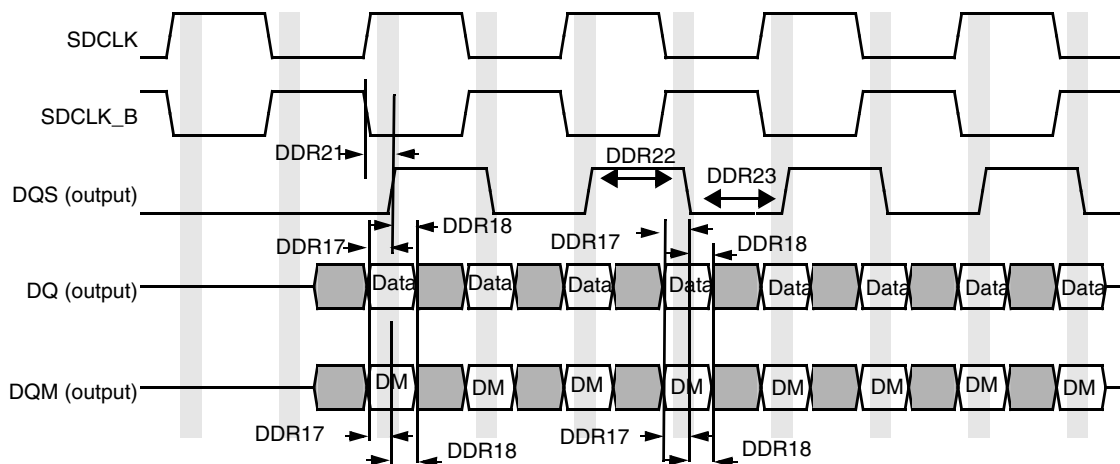 SDCLK
SDCLK_B
DDR21
DDR22
DQS (output)
DDR23
DDR17
DDR18
DDR17
DDR18
DQ (output)
Data
Data
Data
Data
Data
Data
Data
Data
DQM (output)
DM
DM
DM
DM
DM
DM
DM
DM
DDR17
DDR18
DDR17
DDR18